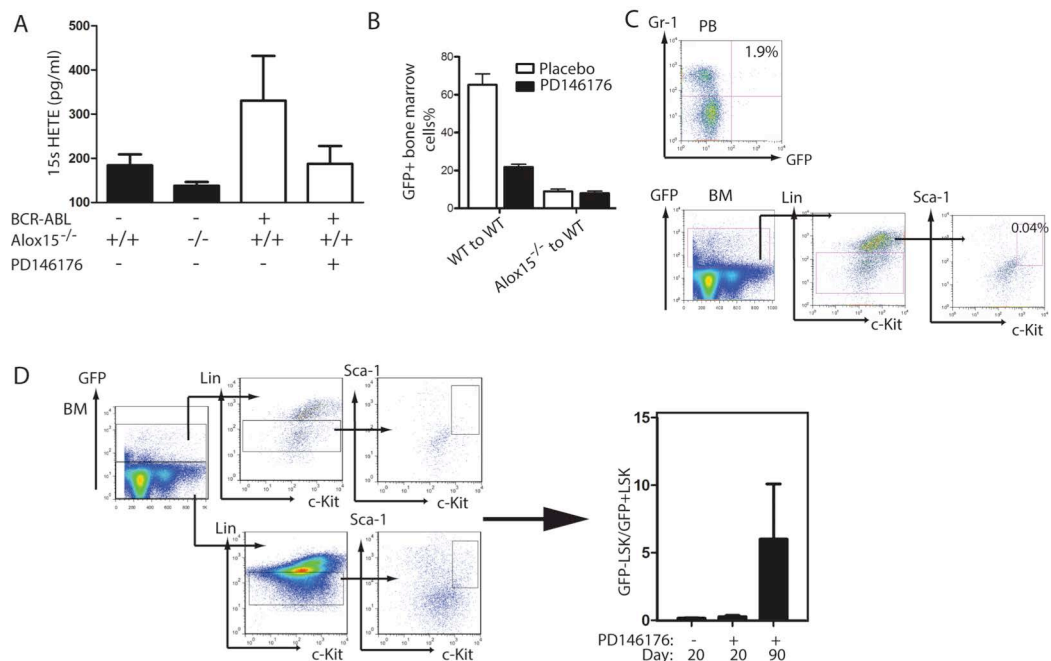 A
500
400
300
200
100
15s HETE (pg/ml)
BCR-ABL - - + +
Alox15-/- +/+ -/- +/+ +/+
PD146176 - - - +
B
80
60
40
20
0
GFP+ bone marrow
cells%
Placebo
PD146176
WT to WT
Alox15-/- to WT
C
Gr-1 PB
1.9%
GFP
GFP BM
Lin
c-Kit
Sca-1
0.04%
c-Kit
D
GFP
BM
Lin
c-Kit
Sca-1
c-Kit
Lin
c-Kit
Sca-1
c-Kit
15
10
5
0
GFP-LSK/GFP+LSK
PD146176: - + +
Day: 20 20 90